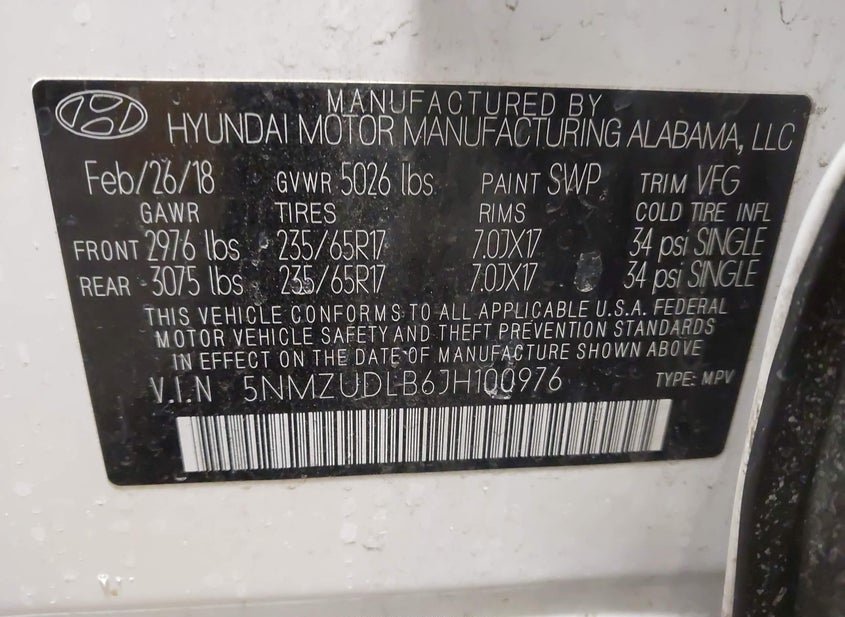 MANUFACTURED BY
HYUNDAI MOTOR MANUFACTURING ALABAMA, LLC
Feb/26/18 GVWR 5026 lbs PAINT SWP TRIM VFG
GAWR TIRES RIMS COLD TIRE INFL
FRONT 2976 lbs 235/65R17 7.0JX17 34 psi SINGLE
REAR 3075 lbs 235/65R17 7.0JX17 34 psi SINGLE
THIS VEHICLE CONFORMS TO ALL APPLICABLE U.S.A. FEDERAL
MOTOR VEHICLE SAFETY AND THEFT PREVENTION STANDARDS
IN EFFECT ON THE DATE OF MANUFACTURE SHOWN ABOVE
V.I.N 5NMZUDLB6JH100976 TYPE: MPV